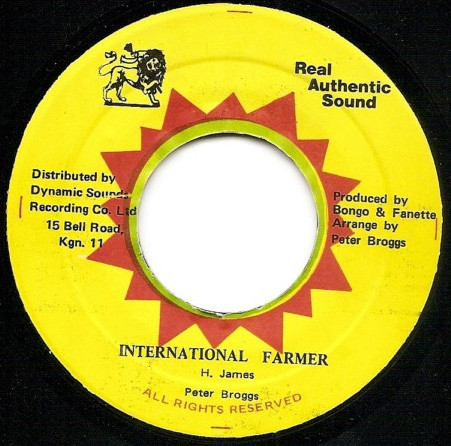 Real
Authentic
Sound
Distributed by
Dynamic Sounds
Recording Co. Ltd
15 Bell Road,
Kgn. 11
Produced by
Bongo & Fanette
Arrange by
Peter Broggs
INTERNATIONAL FARMER
H. James
Peter Broggs
ALL RIGHTS RESERVED